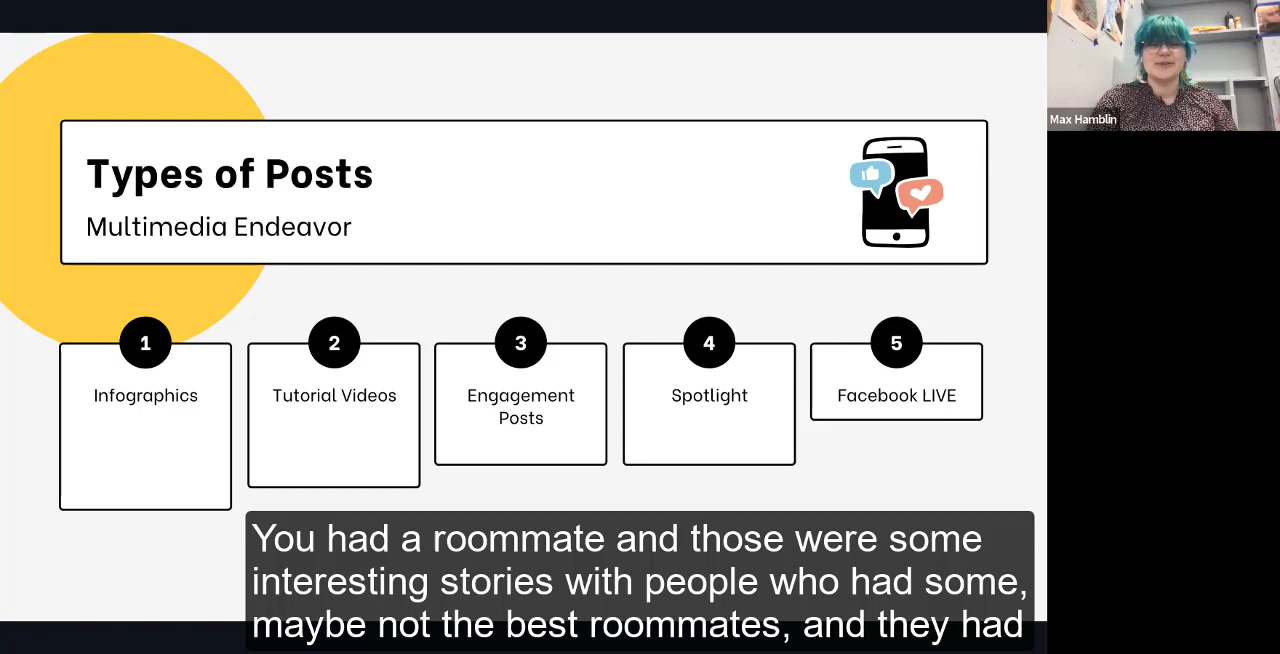 Types of Posts
Multimedia Endeavor
1
Infographics
2
Tutorial Videos
3
Engagement
Posts
4
Spotlight
5
Facebook LIVE
Max Hamblin
You had a roommate and those were some
interesting stories with people who had some,
maybe not the best roommates, and they had